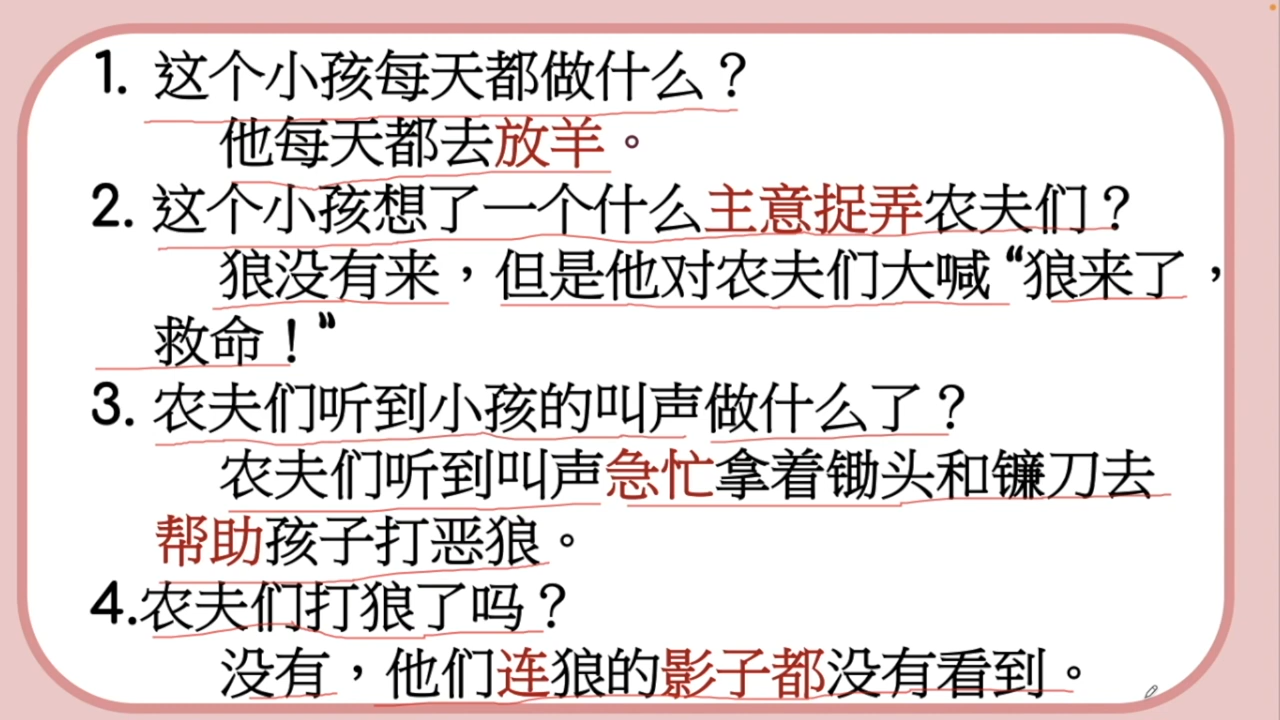 1. 这个小孩每天都做什么？
他每天都去放羊。
2. 这个小孩想了一个什么主意捉弄农夫们？
狼没有来，但是他对农夫们大喊“狼来了，
救命！“
3. 农夫们听到小孩的叫声做什么了？
农夫们听到叫声急忙拿着锄头和镰刀去
帮助孩子打恶狼。
4.农夫们打狼了吗？
没有，他们连狼的影子都没有看到。